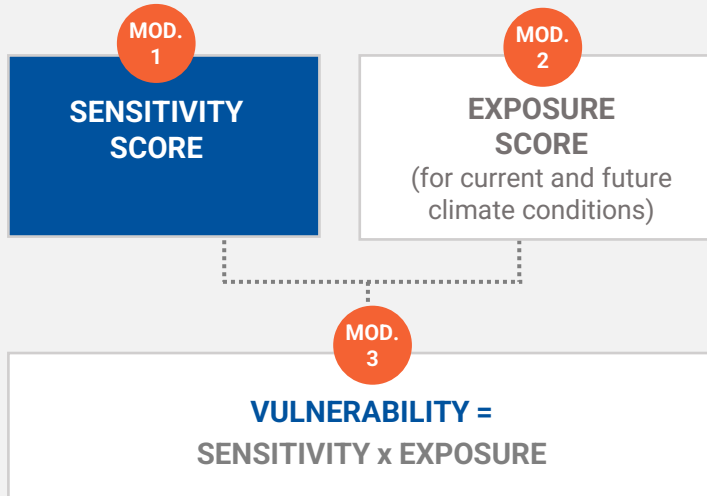 MOD.
1
SENSITIVITY
SCORE
MOD.
2
EXPOSURE
SCORE
(for current and future
climate conditions)
MOD.
3
VULNERABILITY =
SENSITIVITY x EXPOSURE